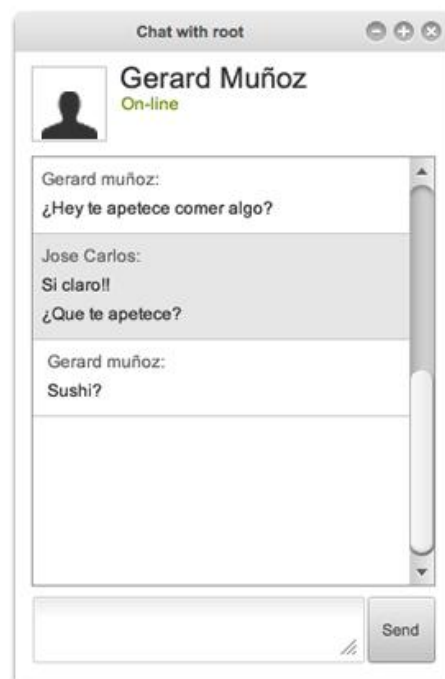 Chat with root
Gerard Muñoz
On-line
Gerard muñoz:
¿Hey te apetece comer algo?
Jose Carlos:
Si claro!!
¿Que te apetece?
Gerard muñoz:
Sushi?
Send